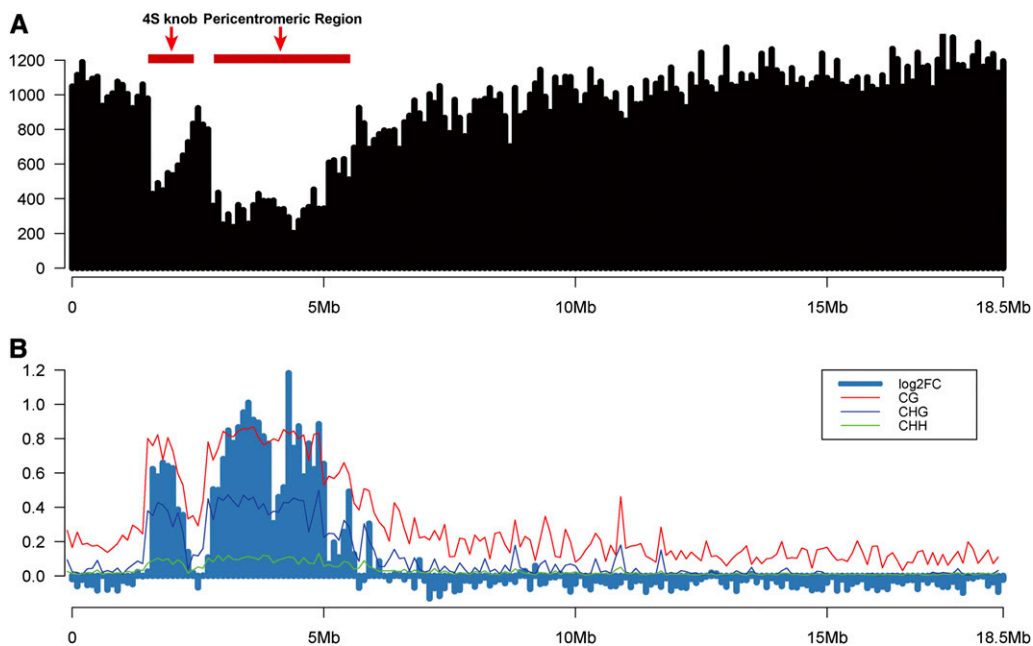 A
4S knob Pericentromeric Region
1200
1000
800
600
400
200
0
0 5Mb 10Mb 15Mb 18.5Mb
B
1.2
1.0
0.8
0.6
0.4
0.2
0.0
log2FC
CG
CHG
CHH
0 5Mb 10Mb 15Mb 18.5Mb